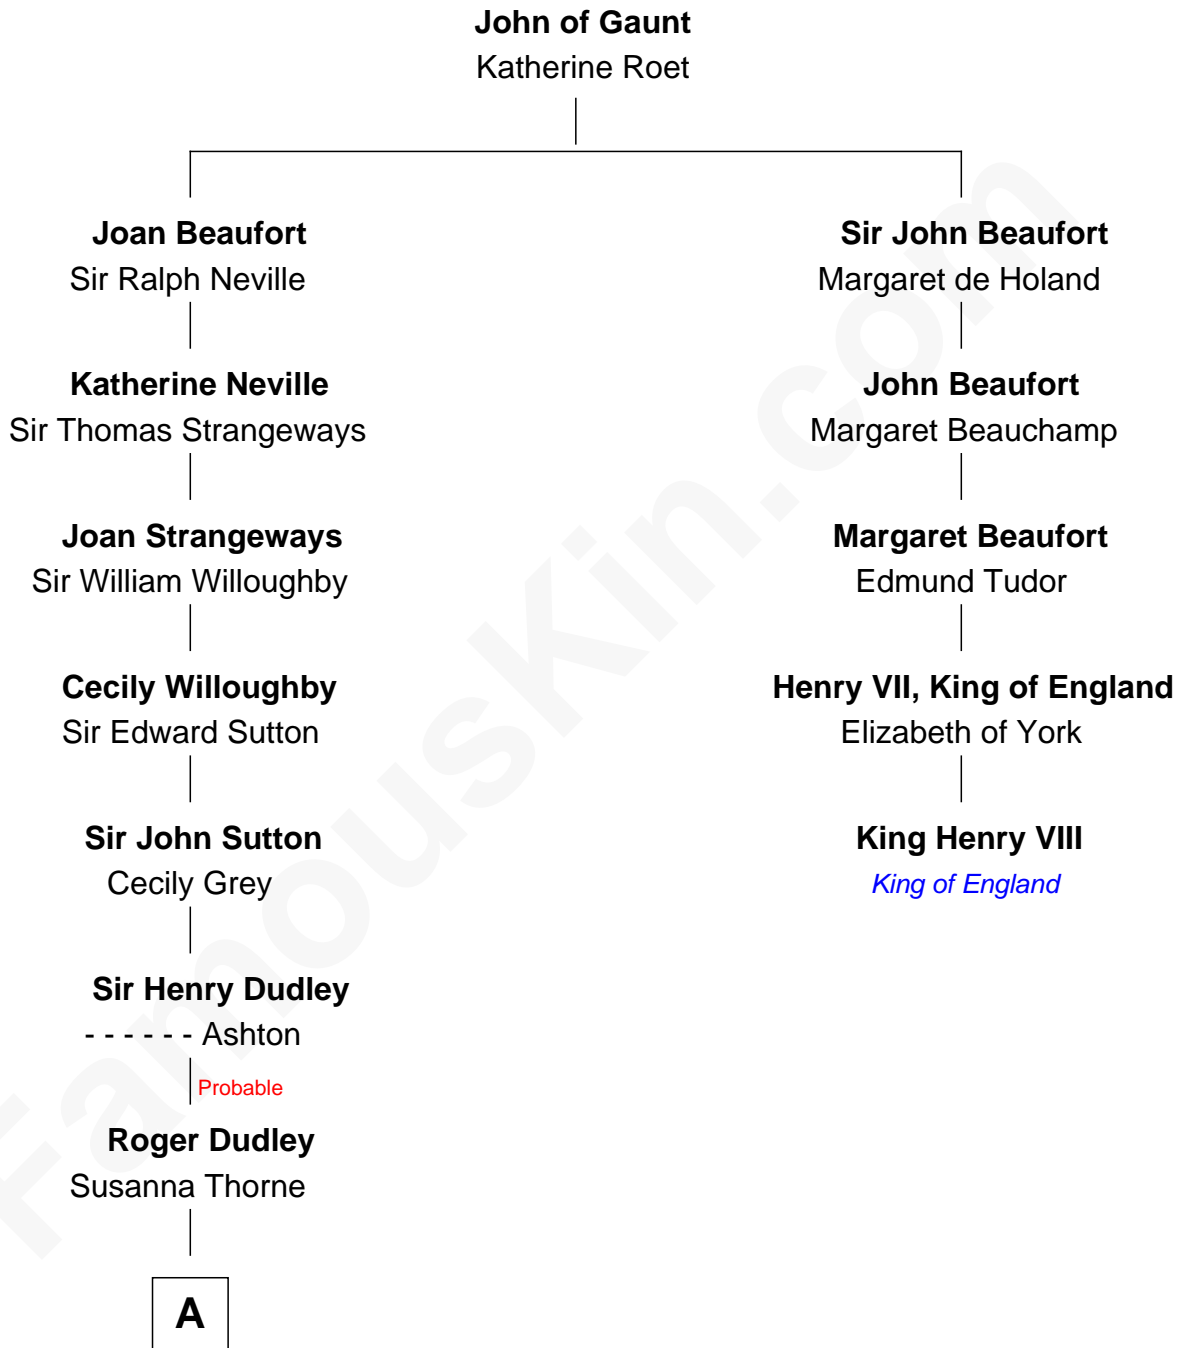 John of Gaunt
Katherine Roet
Joan Beaufort
Sir Ralph Neville
Katherine Neville
Sir Thomas Strangeways
Joan Strangeways
Sir William Willoughby
Cecily Willoughby
Sir Edward Sutton
Sir John Sutton
Cecily Grey
Sir Henry Dudley
- - - - - - Ashton
Probable
Roger Dudley
Susanna Thorne
A
Sir John Beaufort
Margaret de Holand
John Beaufort
Margaret Beauchamp
Margaret Beaufort
Edmund Tudor
Henry VII, King of England
Elizabeth of York
King Henry VIII
King of England
FamousKin.com